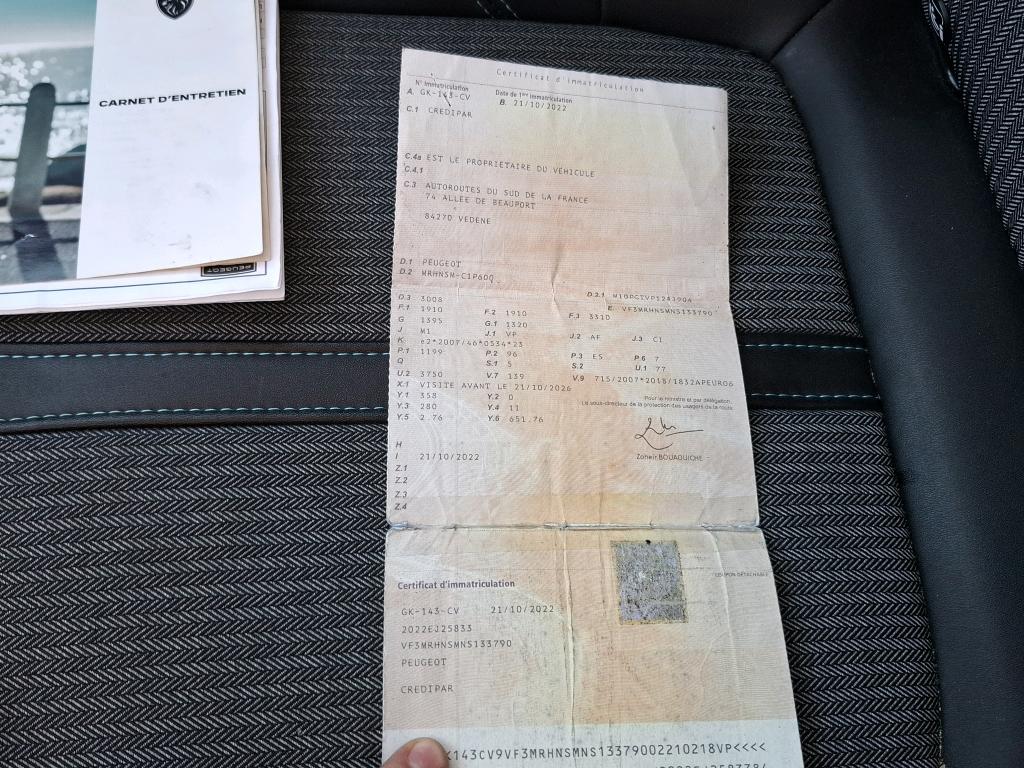 CARNET D'ENTRETIEN
PEUGEOT
Certificat d'immatriculation
N° Immatriculation
Date de 1ère immatriculation
A. GK-143-CV
B. 21/10/2022
C.1 CREDIPAR
C.4a EST LE PROPRIETAIRE DU VÉHICULE
C.4.1
C.3 AUTOROUTES DU SUD DE LA FRANCE
74 ALLEE DE BEAUPORT
84270 VEDENE
D.1 PEUGEOT
D.2 MRHNSM-C1P60Q
D.2.1
D.3 3008
E. VF3MRHNSMNS133790
F.1 1910 F.2 1910 F.3 3310
G 1395 G.1 1320
J M1 J.1 VP J.2 AF J.3 CI
K e2*2007/46*0534*23
P.1 1199 P.2 96 P.3 ES P.6 7
Q S.1 5 S.2 U.1 77
U.2 3750 V.7 139 V.9 715/2007*2018/1832APEURO6
X.1 VISITE AVANT LE 21/10/2026
Y.1 358 Y.2 0
Y.3 280 Y.4 11
Y.5 2.76 Y.6 651.76
Pour le ministre et par délégation,
Le sous-directeur de la protection des usagers de la route
Zoheir BOUAOUICHE
H
I 21/10/2022
Z.1
Z.2
Z.3
Z.4
COUPON DÉTACHABLE
Certificat d'immatriculation
GK-143-CV 21/10/2022
2022EJ25833
VF3MRHNSMNS133790
PEUGEOT
CREDIPAR
143CV9VF3MRHNSMNS13379002210218VP<<<<